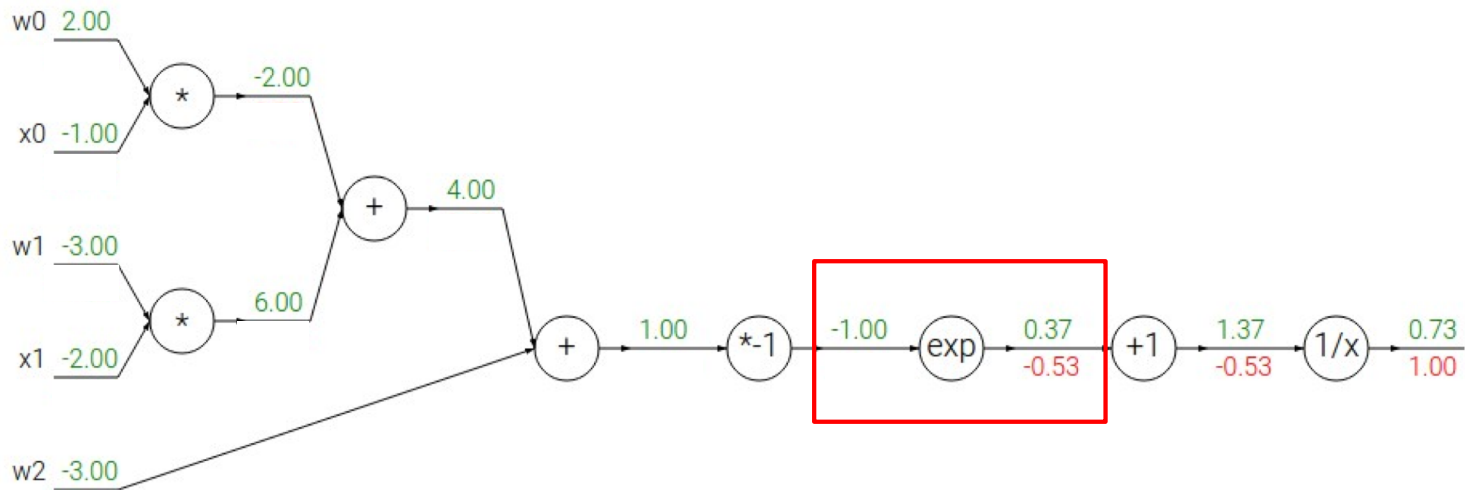 w0 2.00
-2.00
*
x0 -1.00
4.00
+
w1 -3.00
6.00
*
x1 -2.00
1.00 -1.00 0.37 1.37 0.73
+ *-1 exp +1 1/x
-0.53 -0.53 1.00
w2 -3.00